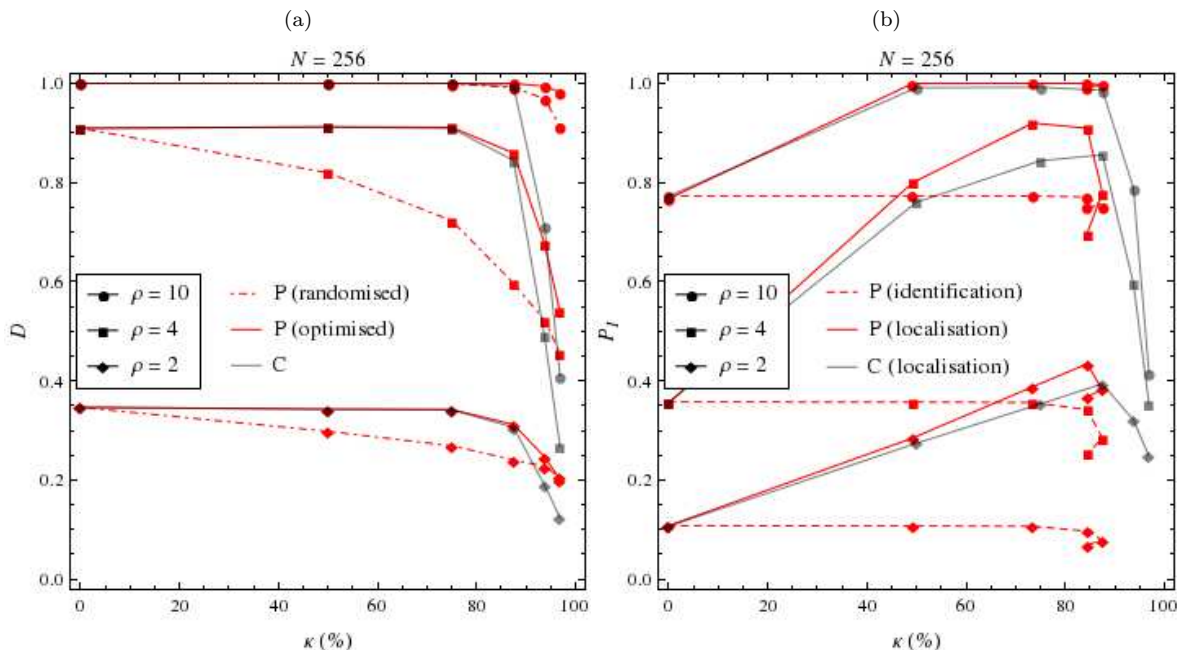 (a)
N = 256
1.0
0.8
0.6
0.4
0.2
0.0
D
ρ = 10
ρ = 4
ρ = 2
P (randomised)
P (optimised)
C
0 20 40 60 80 100
κ (%)
(b)
N = 256
1.0
0.8
0.6
0.4
0.2
0.0
P_I
ρ = 10
ρ = 4
ρ = 2
P (identification)
P (localisation)
C (localisation)
0 20 40 60 80 100
κ (%)